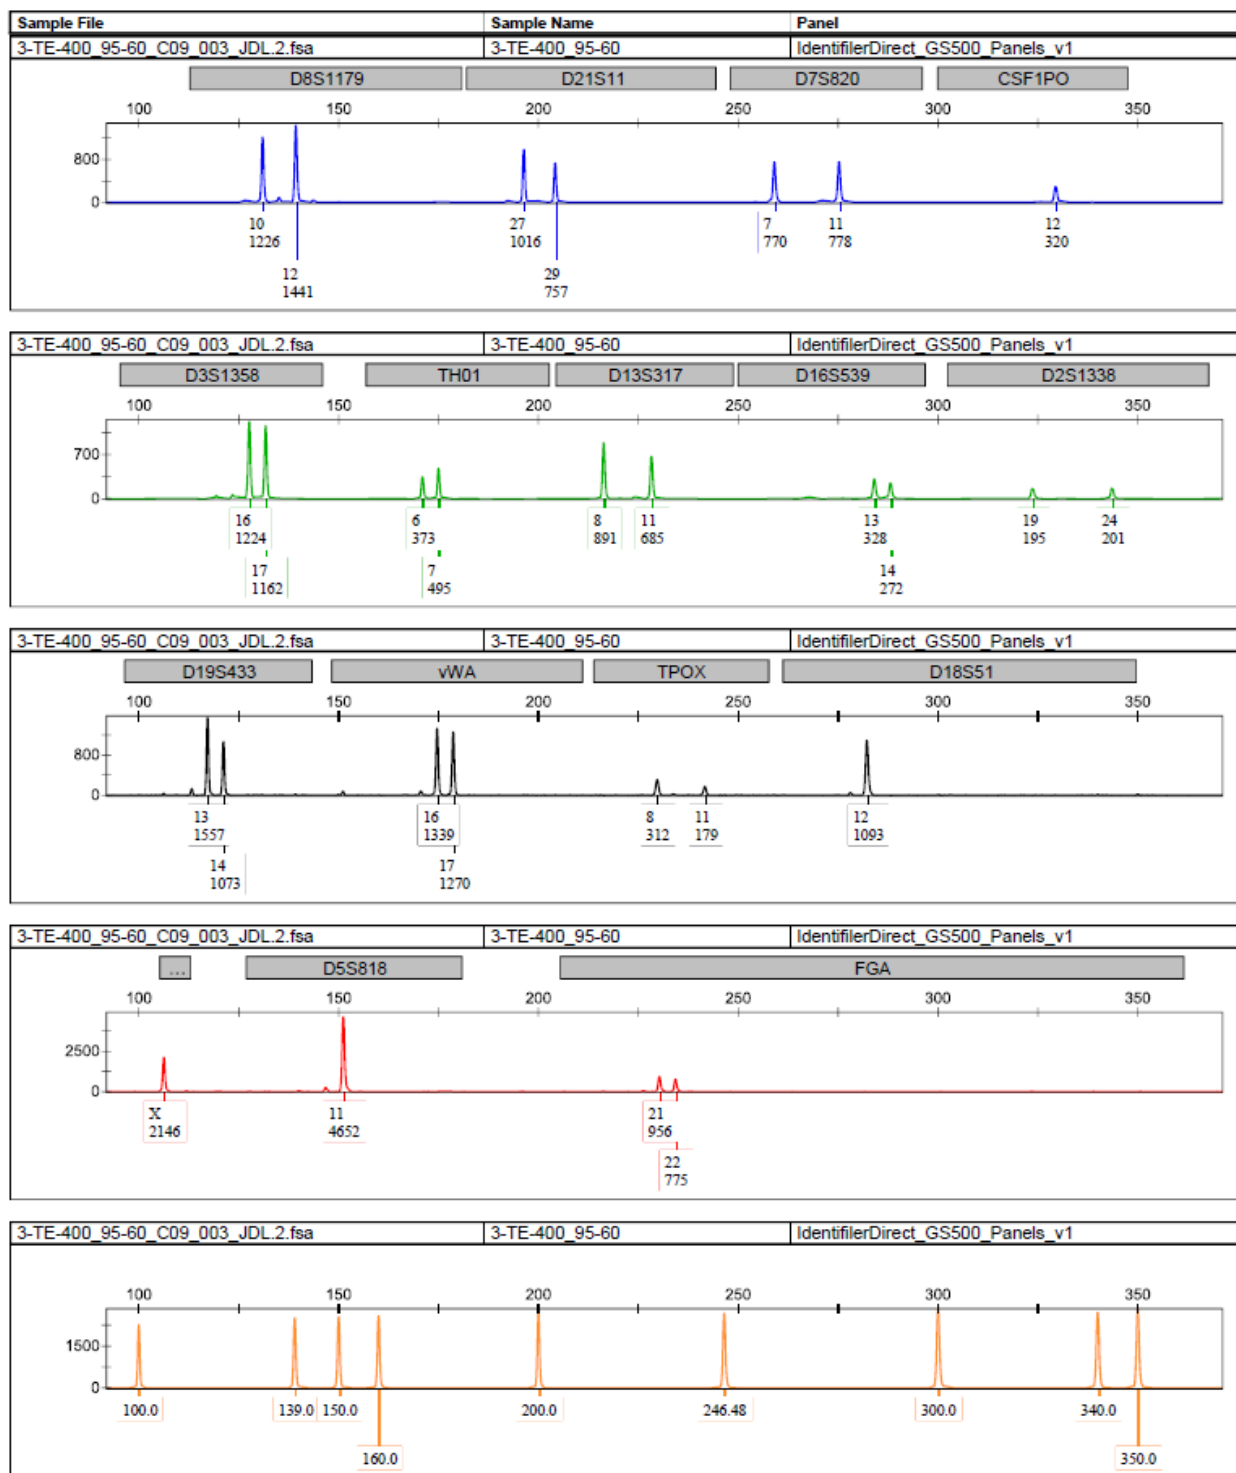 Sample File Sample Name Panel
3-TE-400_95-60_C09_003_JDL.2.fsa 3-TE-400_95-60 IdentifilerDirect_GS500_Panels_v1
D8S1179 D21S11 D7S820 CSF1PO
100 150 200 250 300 350
800
0
10 27 7 11 12
1226 1016 770 778 320
12 29
1441 757
3-TE-400_95-60_C09_003_JDL.2.fsa 3-TE-400_95-60 IdentifilerDirect_GS500_Panels_v1
D3S1358 TH01 D13S317 D16S539 D2S1338
100 150 200 250 300 350
700
0
16 6 8 11 13 19 24
1224 373 891 685 328 195 201
17 7 14
1162 495 272
3-TE-400_95-60_C09_003_JDL.2.fsa 3-TE-400_95-60 IdentifilerDirect_GS500_Panels_v1
D19S433 vWA TPOX D18S51
100 150 200 250 300 350
800
0
13 16 8 11 12
1557 1339 312 179 1093
14 17
1073 1270
3-TE-400_95-60_C09_003_JDL.2.fsa 3-TE-400_95-60 IdentifilerDirect_GS500_Panels_v1
... D5S818 FGA
100 150 200 250 300 350
2500
0
X 11 21
2146 4652 956
22
775
3-TE-400_95-60_C09_003_JDL.2.fsa 3-TE-400_95-60 IdentifilerDirect_GS500_Panels_v1
100 150 200 250 300 350
1500
0
100.0 139.0 150.0 200.0 246.48 300.0 340.0
160.0 350.0